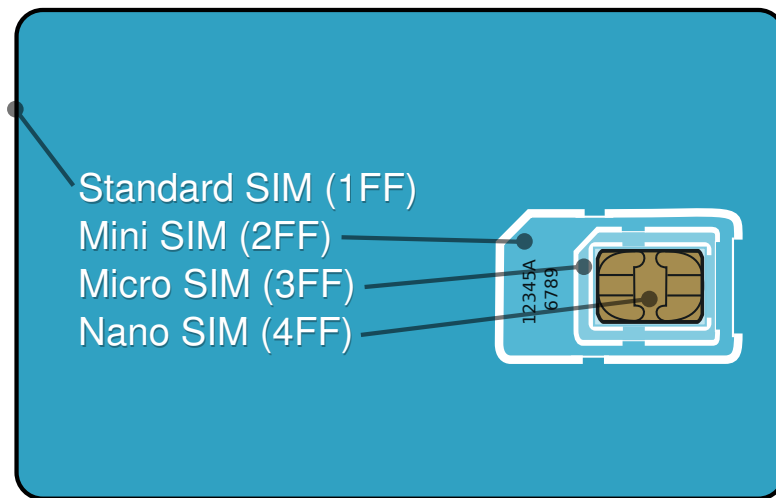 Standard SIM (1FF)
Mini SIM (2FF)
Micro SIM (3FF)
Nano SIM (4FF)
12345A
6789